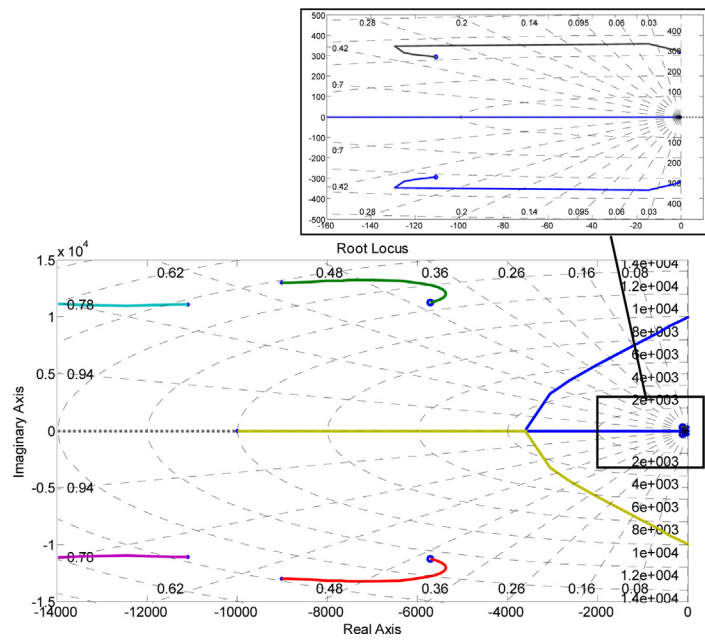 500 0.28 0.2 0.14 0.095 0.06 0.03
400 0.42 400
300 300
200 0.7 200
100 100
0
-100 100
-200 0.7 200
-300 300
-400 0.42 400
-500 0.28 0.2 0.14 0.095 0.06 0.03
-160 -140 -120 -100 -80 -60 -40 -20 0
Root Locus
x 10^4
1.5 0.62 0.48 0.36 0.26 0.16 0.08 1.4e+004
1.2e+004
0.78 1e+004
1 8e+003
6e+003
0.5 0.94 4e+003
2e+003
0
2e+003
-0.5 0.94 4e+003
6e+003
8e+003
-1 0.78 1e+004
1.2e+004
-1.5 0.62 0.48 0.36 0.26 0.16 0.08 1.4e+004
-14000 -12000 -10000 -8000 -6000 -4000 -2000 0
Imaginary Axis
Real Axis